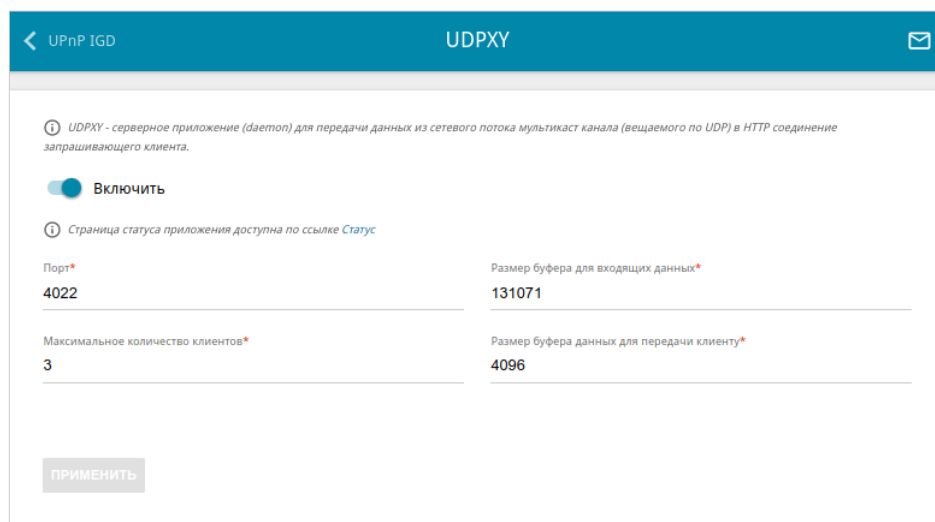 UPnP IGD
UDPXY
UDPXY - серверное приложение (daemon) для передачи данных из сетевого потока мультикаст канала (вещаемого по UDP) в HTTP соединение
запрашивающего клиента.
Включить
Страница статуса приложения доступна по ссылке Статус
Порт*
Размер буфера для входящих данных*
4022
131071
Максимальное количество клиентов*
Размер буфера данных для передачи клиенту*
3
4096
ПРИМЕНИТЬ